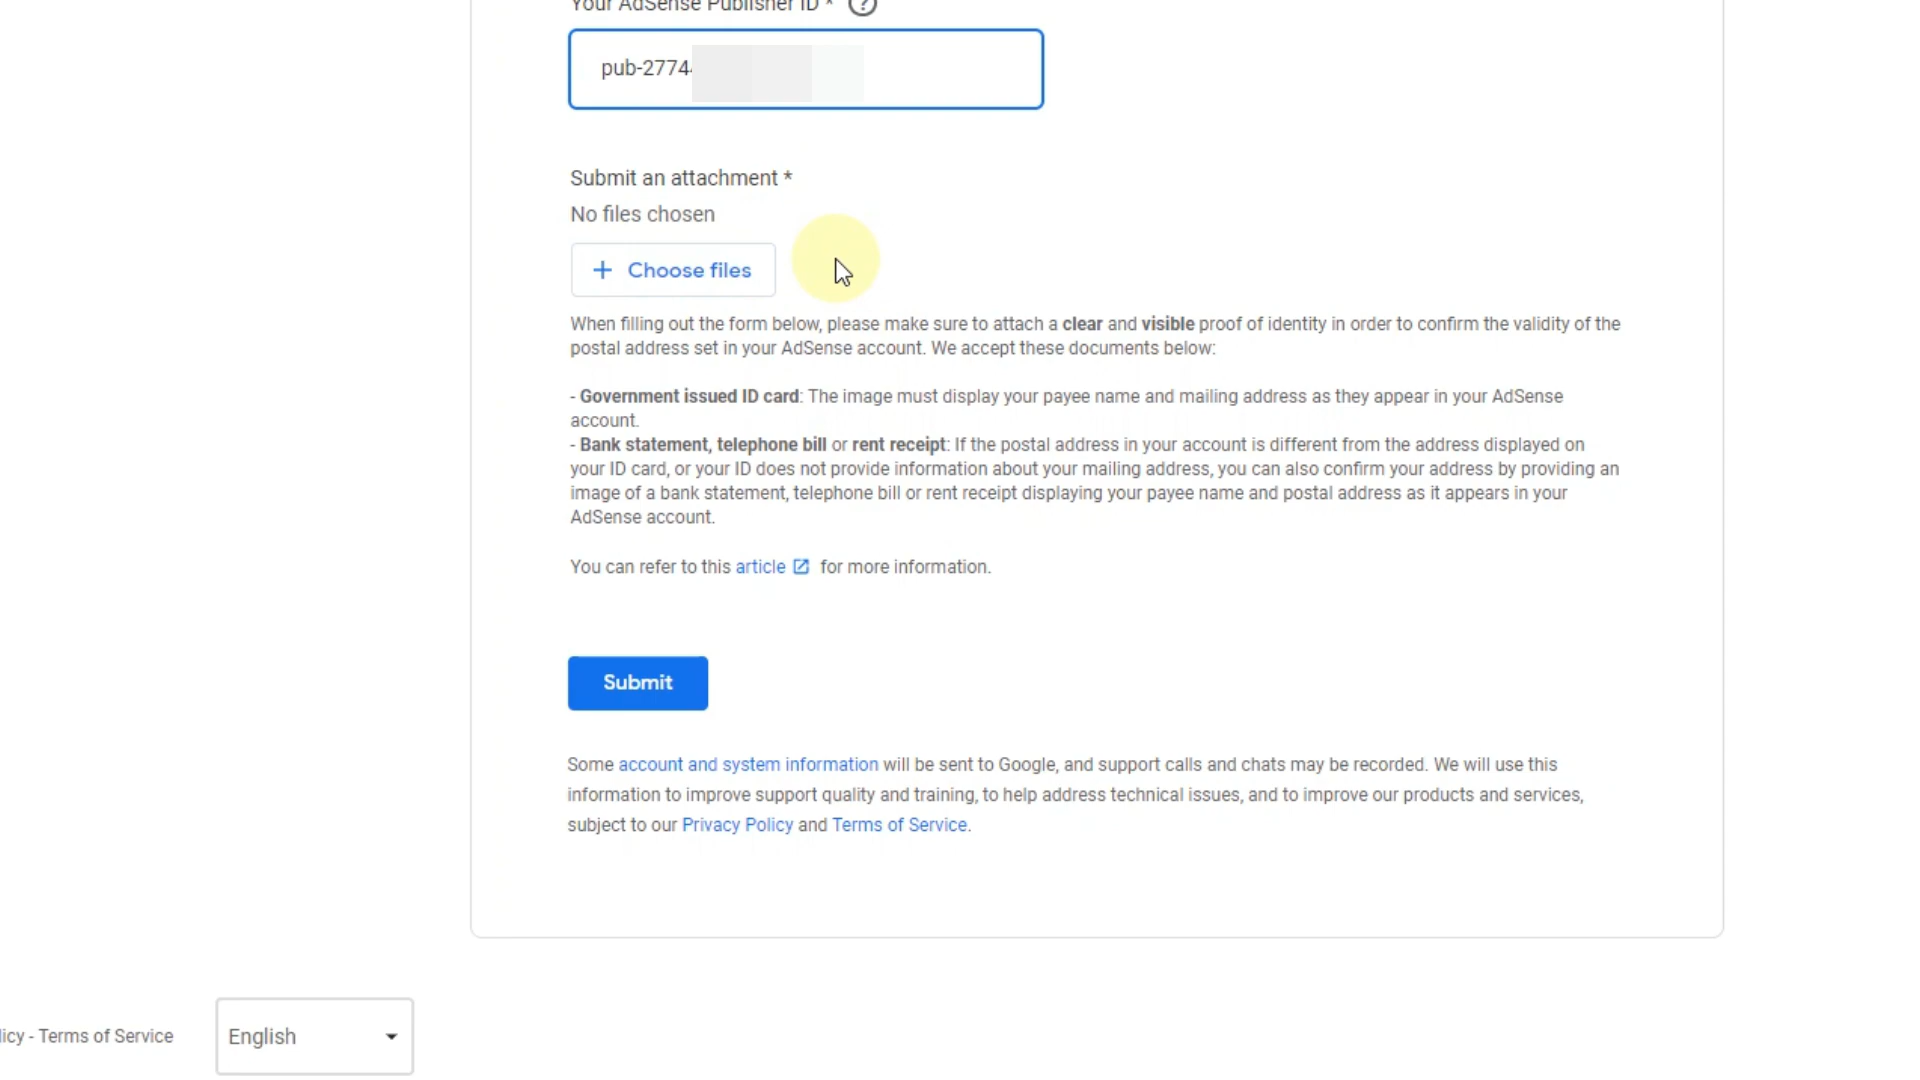 Your AdSense Publisher ID *
pub-2774
Submit an attachment *
No files chosen
Choose files
When filling out the form below, please make sure to attach a clear and visible proof of identity in order to confirm the validity of the
postal address set in your AdSense account. We accept these documents below:
- Government issued ID card: The image must display your payee name and mailing address as they appear in your AdSense
account.
- Bank statement, telephone bill or rent receipt: If the postal address in your account is different from the address displayed on
your ID card, or your ID does not provide information about your mailing address, you can also confirm your address by providing an
image of a bank statement, telephone bill or rent receipt displaying your payee name and postal address as it appears in your
AdSense account.
You can refer to this article for more information.
Submit
Some account and system information will be sent to Google, and support calls and chats may be recorded. We will use this
information to improve support quality and training, to help address technical issues, and to improve our products and services,
subject to our Privacy Policy and Terms of Service.
licy - Terms of Service
English